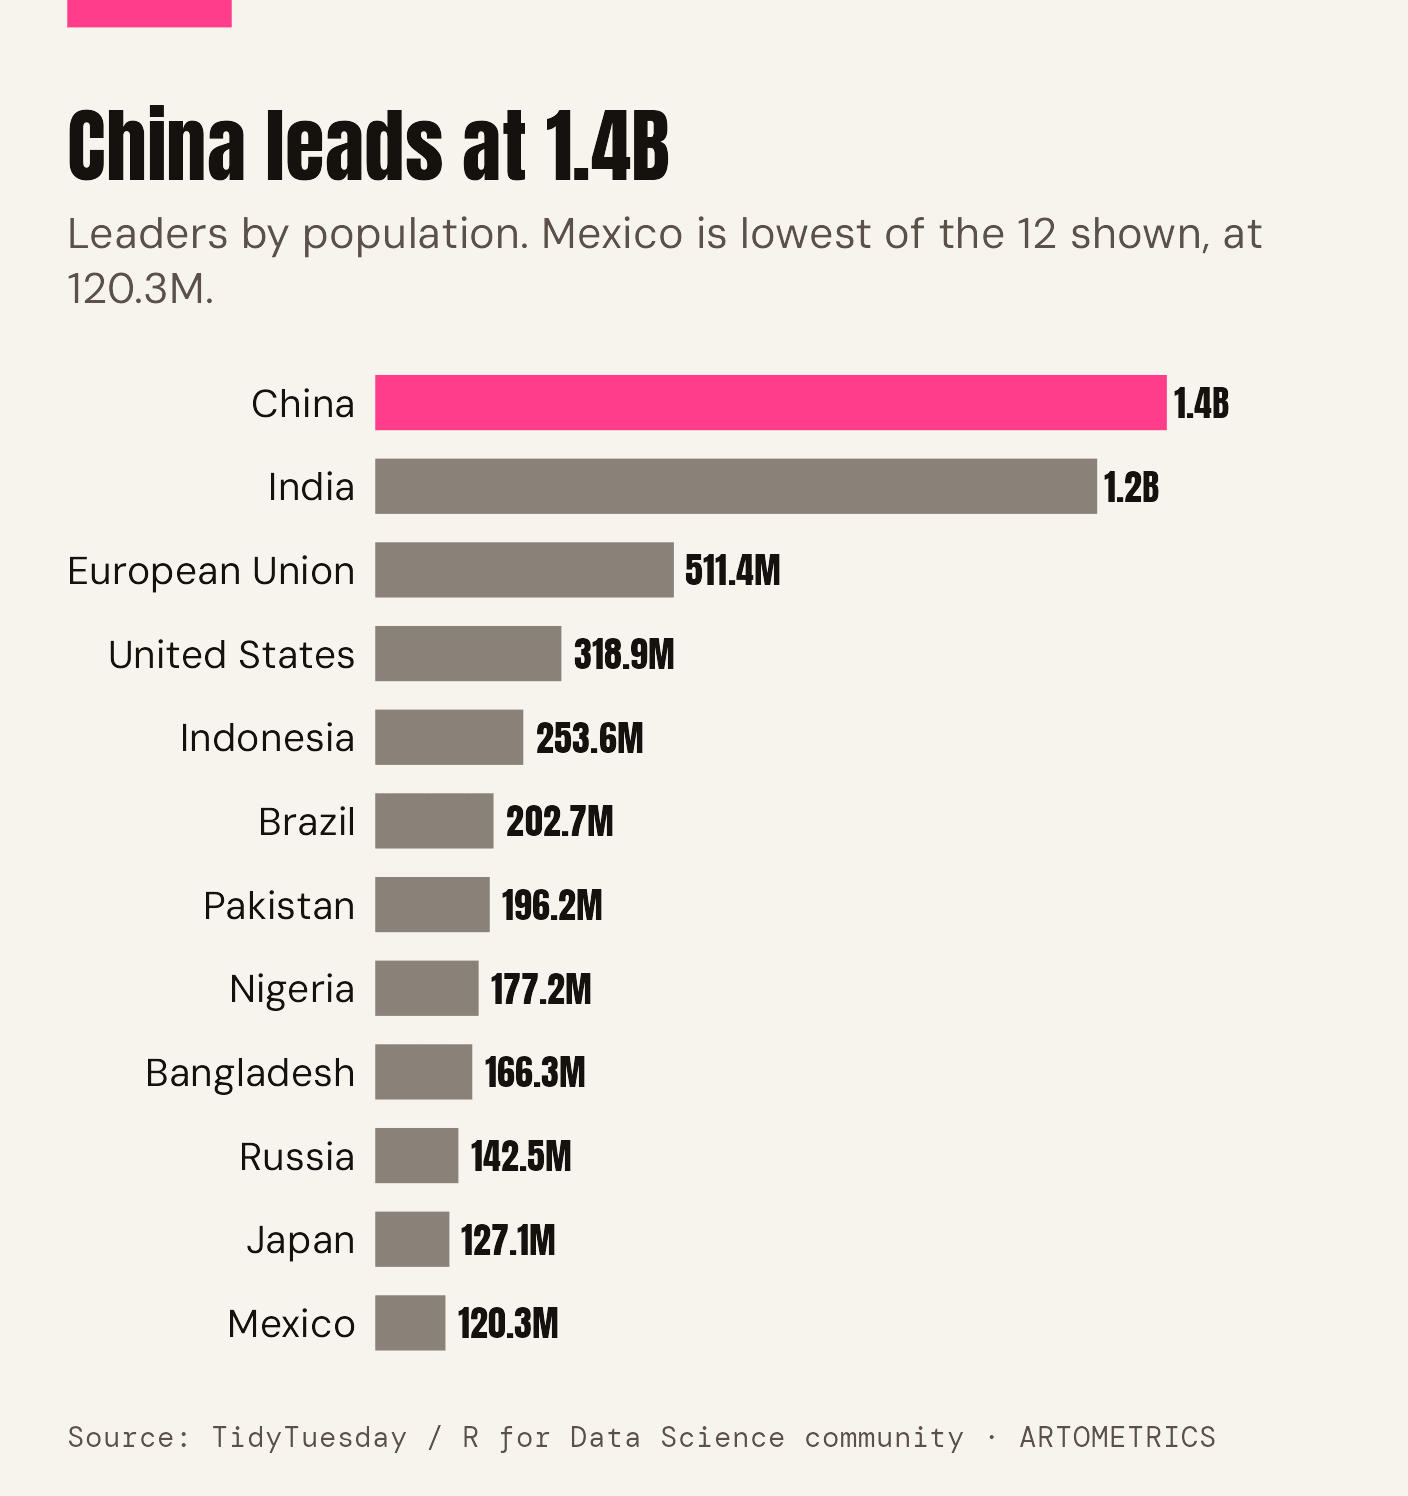 China leads at 1.4B
Leaders by population. Mexico is lowest of the 12 shown, at
120.3M.
China 1.4B
India 1.2B
European Union 511.4M
United States 318.9M
Indonesia 253.6M
Brazil 202.7M
Pakistan 196.2M
Nigeria 177.2M
Bangladesh 166.3M
Russia 142.5M
Japan 127.1M
Mexico 120.3M
Source: TidyTuesday / R for Data Science community · ARTOMETRICS